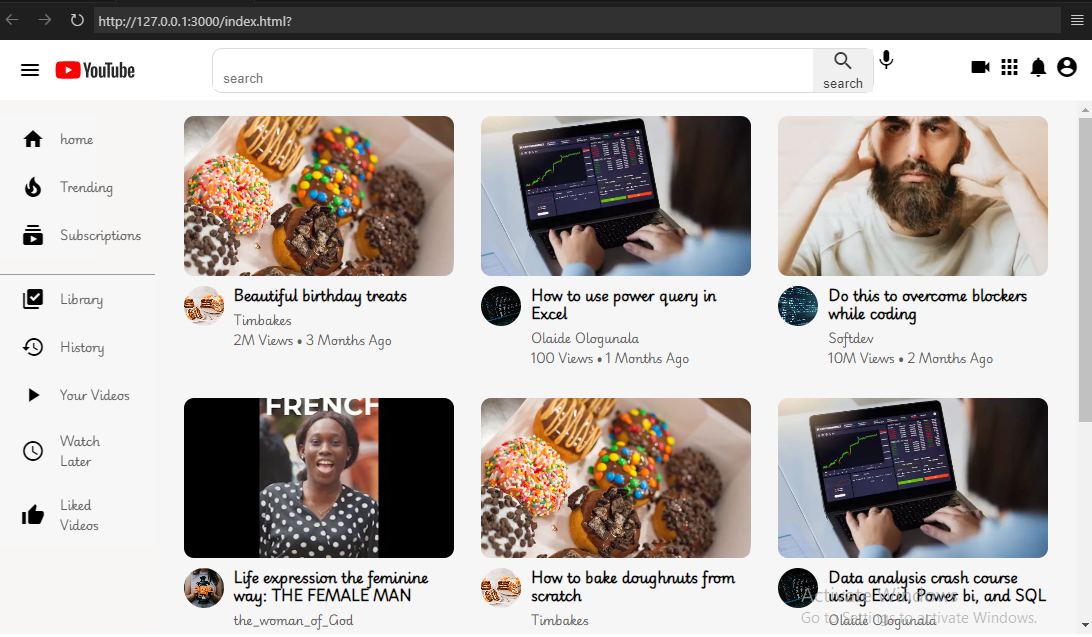 http://127.0.0.1:3000/index.html?
YouTube
search
search
home
Trending
Subscriptions
Library
History
Your Videos
Watch
Later
Liked
Videos
Beautiful birthday treats
Timbakes
2M Views • 3 Months Ago
How to use power query in
Excel
Olaide Ologunala
100 Views • 1 Months Ago
Do this to overcome blockers
while coding
Softdev
10M Views • 2 Months Ago
FRENCH
Life expression the feminine
way: THE FEMALE MAN
the_woman_of_God
How to bake doughnuts from
scratch
Timbakes
Data analysis crash course
using Excel, Power bi, and SQL
Olaide Ologunala
Activate Windows
Go to Settings to activate Windows.